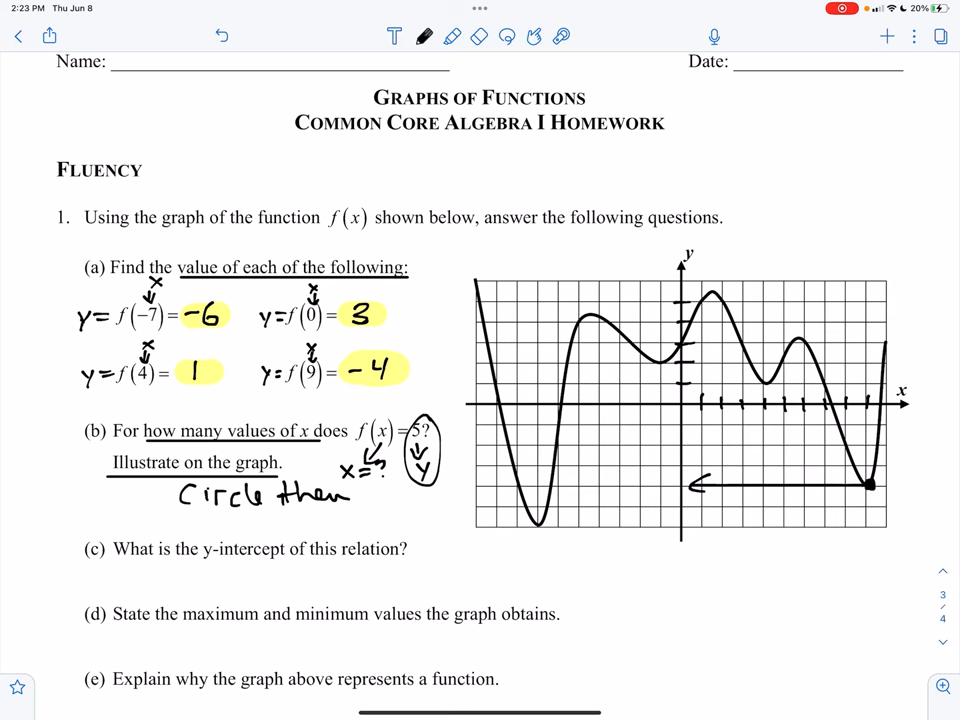 2:23 PM Thu Jun 8
20%
Name:
Date:
GRAPHS OF FUNCTIONS
COMMON CORE ALGEBRA I HOMEWORK
FLUENCY
1. Using the graph of the function f(x) shown below, answer the following questions.
(a) Find the value of each of the following:
x x
y = f(−7) = −6 y = f(0) = 3
x x
y = f(4) = 1 y = f(9) = −4
(b) For how many values of x does f(x) = 5?
Illustrate on the graph. x = ? y
Circle them
(c) What is the y-intercept of this relation?
(d) State the maximum and minimum values the graph obtains.
(e) Explain why the graph above represents a function.
y
x
3
/
4